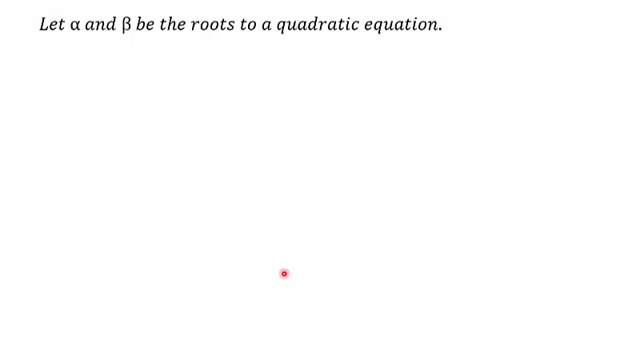 Let α and β be the roots to a quadratic equation.